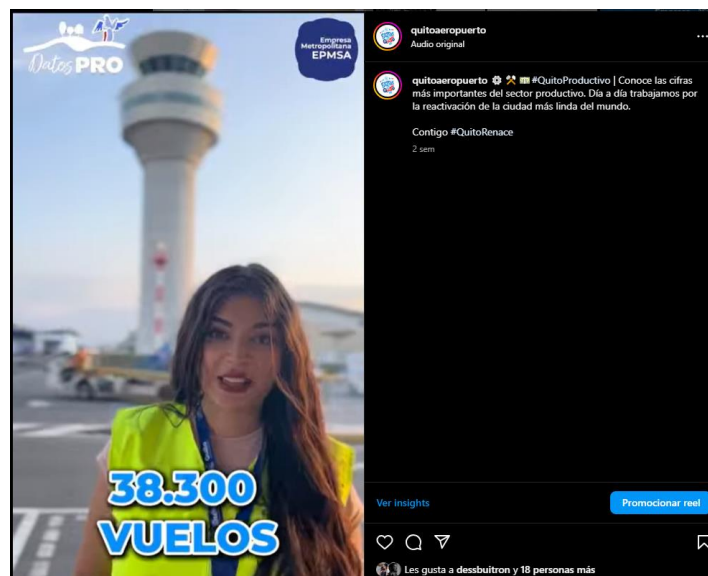 Datos PRO
Empresa
Metropolitana
EPMSA
38.300
VUELOS
quitoaeropuerto
Audio original
quitoaeropuerto ⚙️ ⚒️ 💵 #QuitoProductivo | Conoce las cifras
más importantes del sector productivo. Día a día trabajamos por
la reactivación de la ciudad más linda del mundo.
Contigo #QuitoRenace
2 sem
Ver insights
Promocionar reel
Les gusta a dessbuitron y 18 personas más